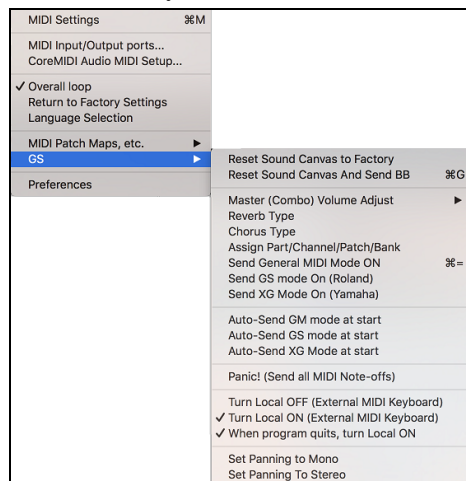 MIDI Settings ⌘M
MIDI Input/Output ports...
CoreMIDI Audio MIDI Setup...
✓ Overall loop
Return to Factory Settings
Language Selection
MIDI Patch Maps, etc. ▶
GS ▶
Preferences
Reset Sound Canvas to Factory
Reset Sound Canvas And Send BB ⌘G
Master (Combo) Volume Adjust ▶
Reverb Type
Chorus Type
Assign Part/Channel/Patch/Bank
Send General MIDI Mode ON ⌘=
Send GS mode On (Roland)
Send XG Mode On (Yamaha)
Auto-Send GM mode at start
Auto-Send GS mode at start
Auto-Send XG Mode at start
Panic! (Send all MIDI Note-offs)
Turn Local OFF (External MIDI Keyboard)
✓ Turn Local ON (External MIDI Keyboard)
✓ When program quits, turn Local ON
Set Panning to Mono
Set Panning To Stereo